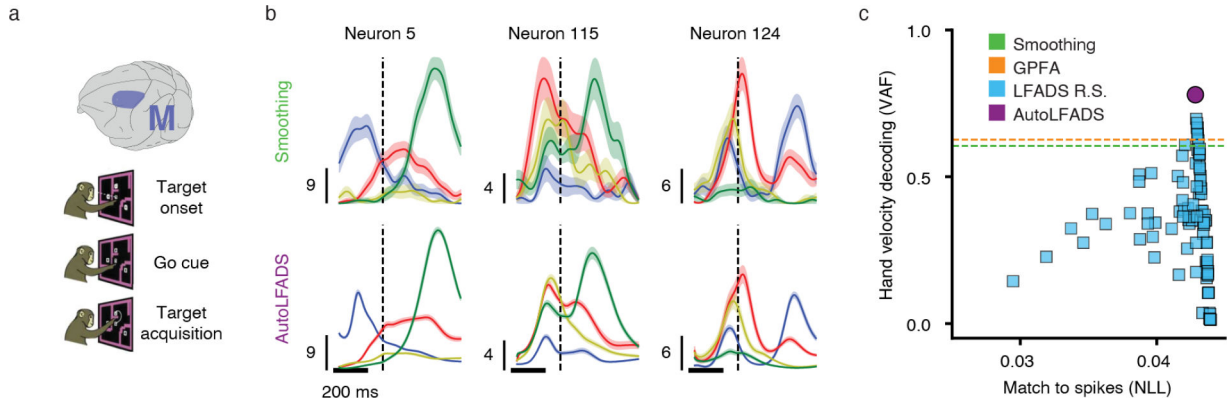 a
M
Target
onset
Go cue
Target
acquisition
b
Neuron 5
Neuron 115
Neuron 124
Smoothing
9
4
6
AutoLFADS
9
4
6
200 ms
c
Smoothing
GPFA
LFADS R.S.
AutoLFADS
Hand velocity decoding (VAF)
1.0
0.5
0.0
0.03
0.04
Match to spikes (NLL)